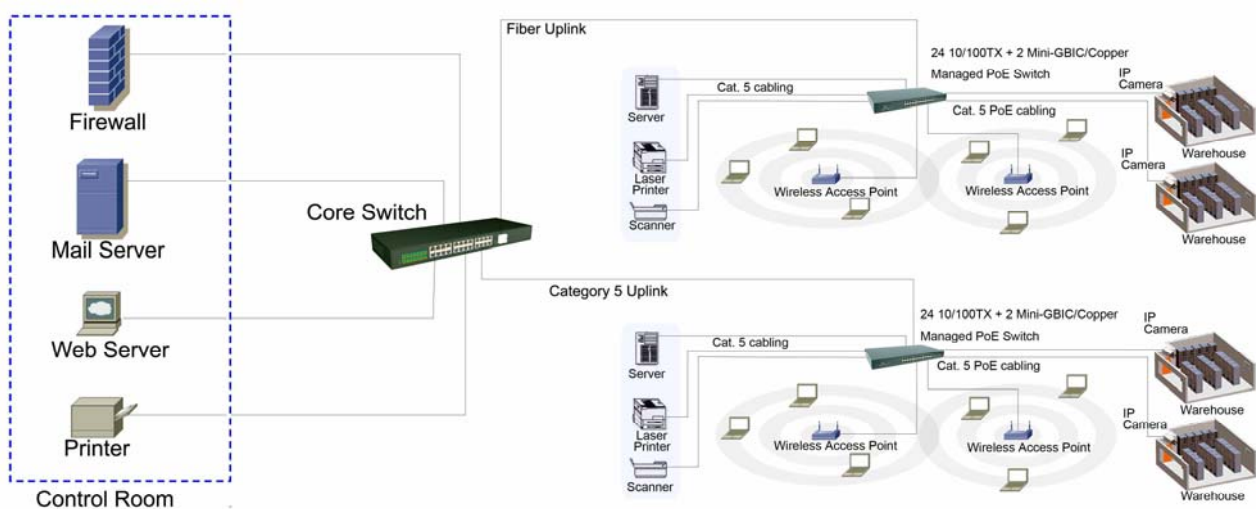 Firewall
Mail Server
Web Server
Printer
Control Room
Core Switch
Fiber Uplink
24 10/100TX + 2 Mini-GBIC/Copper
Managed PoE Switch
Server
Cat. 5 cabling
Cat. 5 PoE cabling
Laser
Printer
Scanner
Wireless Access Point
Wireless Access Point
IP
Camera
Warehouse
IP
Camera
Warehouse
Category 5 Uplink
24 10/100TX + 2 Mini-GBIC/Copper
Managed PoE Switch
Server
Cat. 5 cabling
Cat. 5 PoE cabling
Laser
Printer
Scanner
Wireless Access Point
Wireless Access Point
IP
Camera
Warehouse
IP
Camera
Warehouse